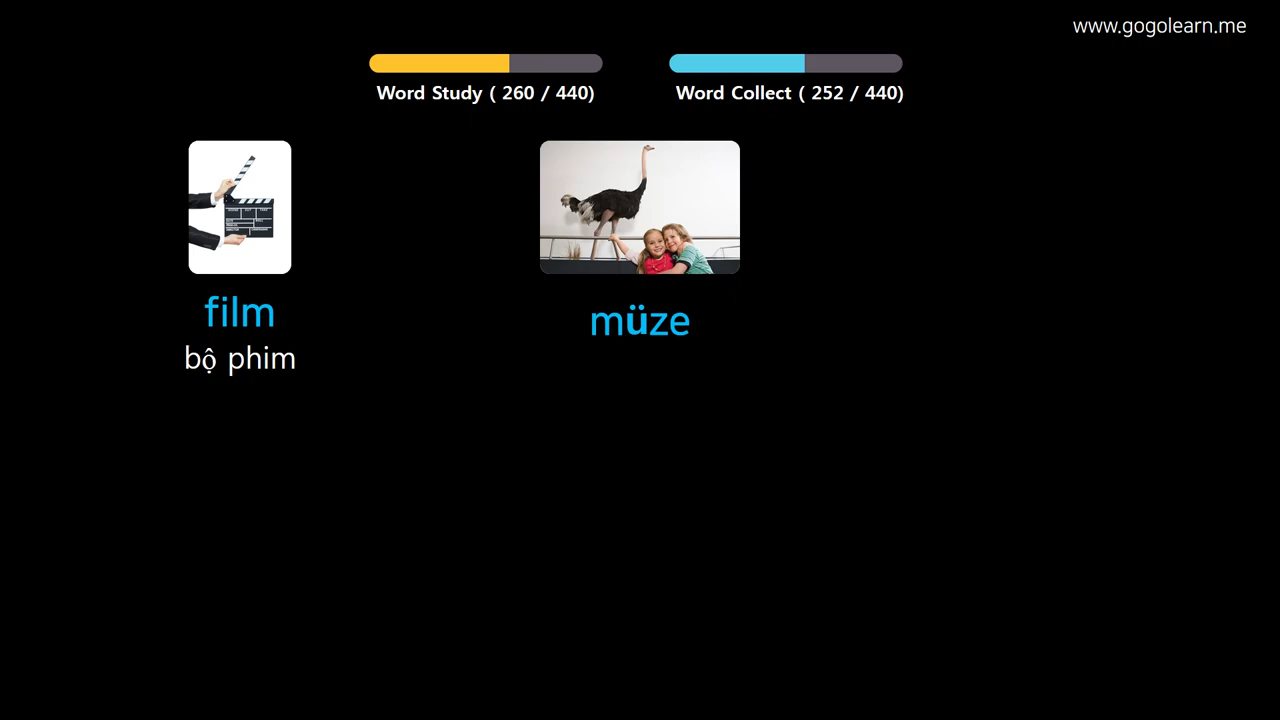 www.gogolearn.me
Word Study ( 260 / 440)
Word Collect ( 252 / 440)
film
bộ phim
müze